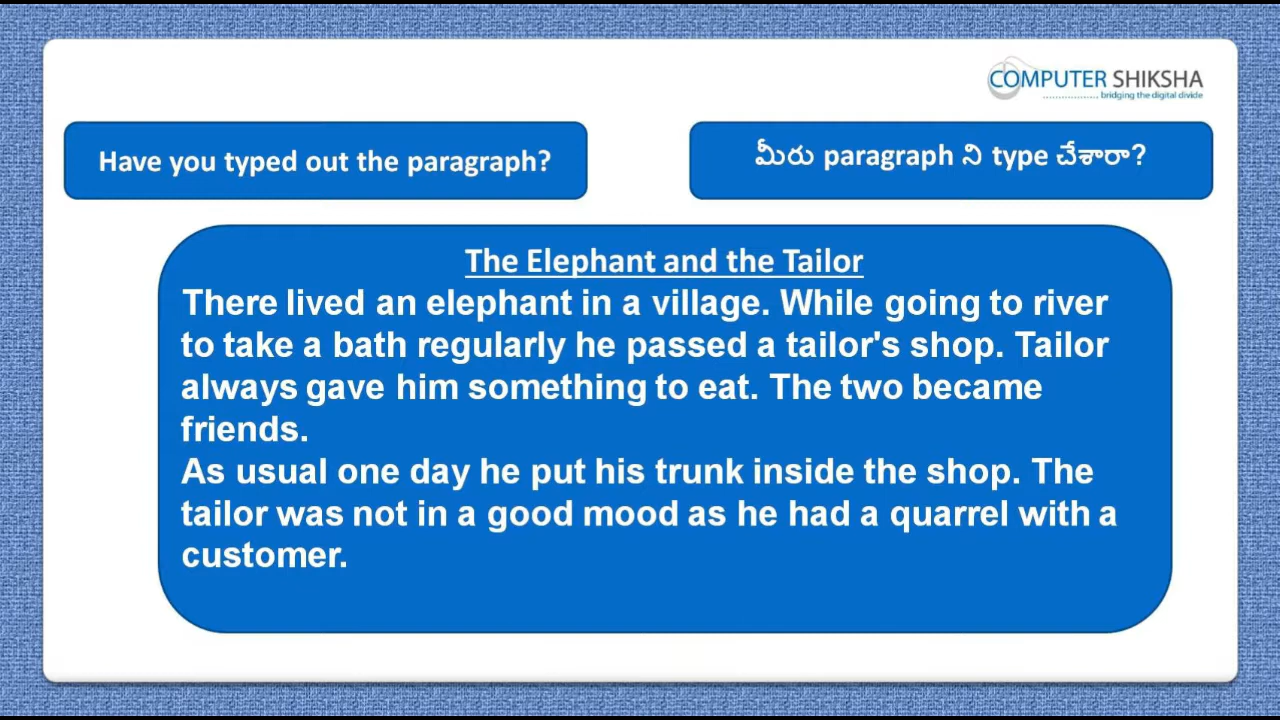 COMPUTER SHIKSHA
bridging the digital divide
Have you typed out the paragraph?
మీరు paragraph ని type చేశారా?
The Elephant and the Tailor
There lived an elephant in a village. While going to river
to take a bath regularly he passed a tailor's shop. Tailor
always gave him something to eat. The two became
friends.
As usual one day he put his trunk inside the shop. The
tailor was not in a good mood as he had a quarrel with a
customer.